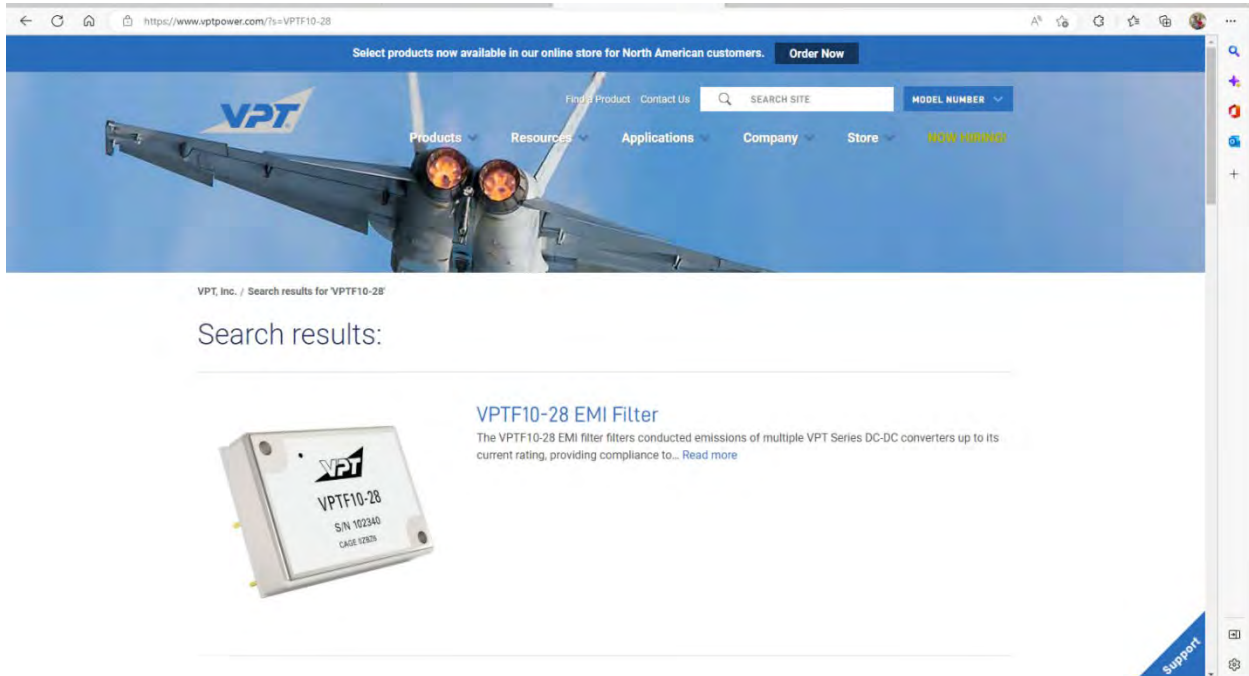 https://www.vptpower.com/?s=VPTF10-28
Select products now available in our online store for North American customers. Order Now
VPT
Find a Product Contact Us SEARCH SITE MODEL NUMBER
Products Resources Applications Company Store NOW HIRING!
VPT, Inc. / Search results for 'VPTF10-28'
Search results:
VPTF10-28 EMI Filter
The VPTF10-28 EMI filter filters conducted emissions of multiple VPT Series DC-DC converters up to its
current rating, providing compliance to... Read more
VPT
VPTF10-28
S/N 102340
CAGE
Support